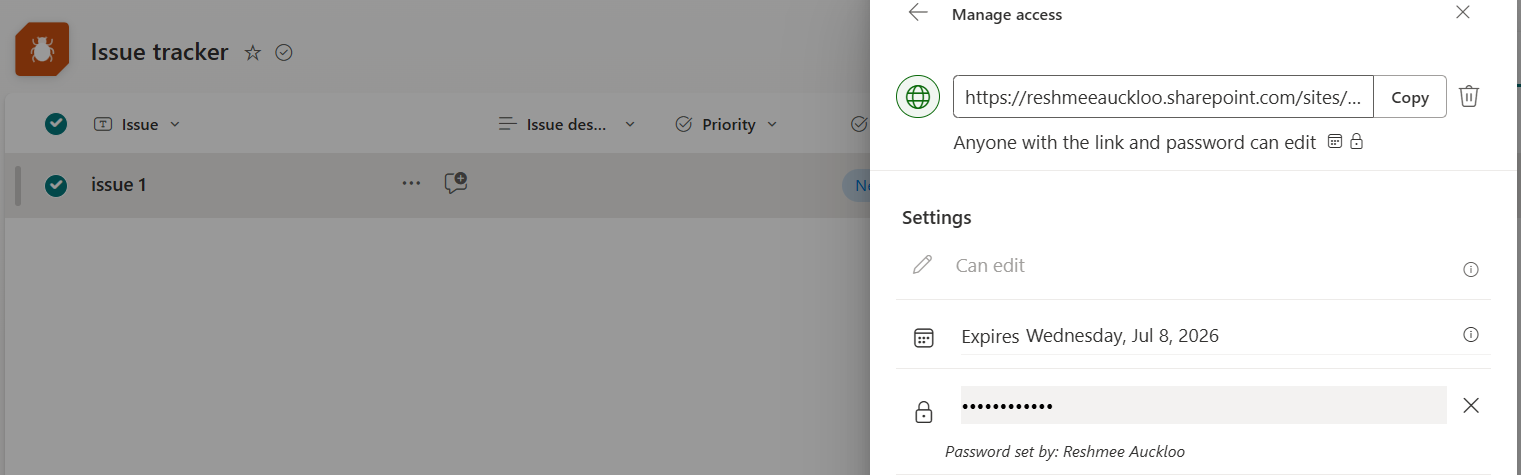 Manage access
Issue tracker
https://reshmeeauckloo.sharepoint.com/sites/... Copy
Anyone with the link and password can edit
Issue Issue des... Priority
issue 1
Settings
Can edit
Expires Wednesday, Jul 8, 2026
••••••••••••
Password set by: Reshmee Auckloo